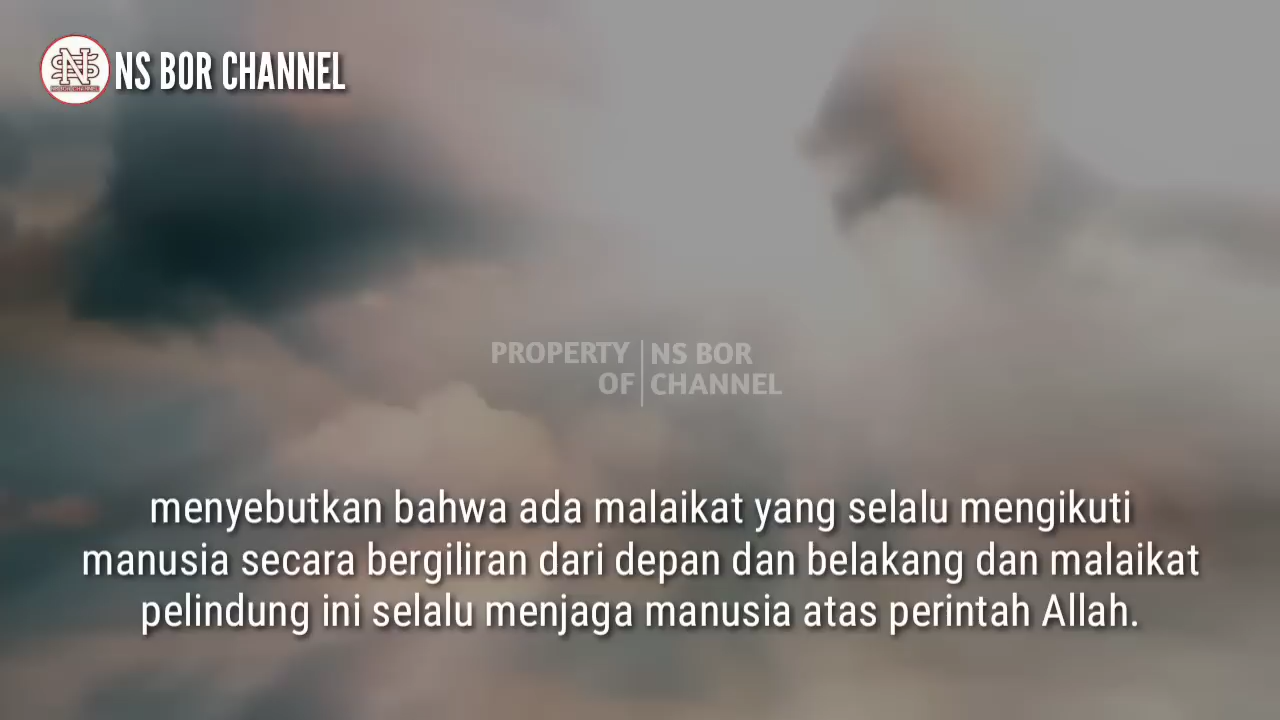 NS BOR CHANNEL
PROPERTY OF
NS BOR CHANNEL
menyebutkan bahwa ada malaikat yang selalu mengikuti
manusia secara bergiliran dari depan dan belakang dan malaikat
pelindung ini selalu menjaga manusia atas perintah Allah.